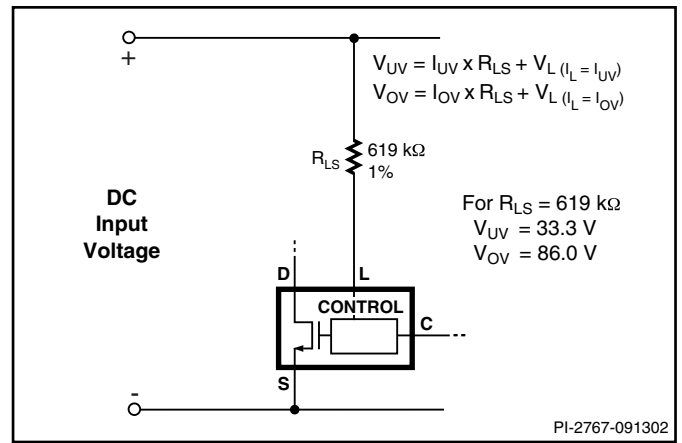 +
V_UV = I_UV x R_LS + V_L (I_L = I_UV)
V_OV = I_OV x R_LS + V_L (I_L = I_OV)
R_LS 619 kΩ
1%
DC
Input
Voltage
For R_LS = 619 kΩ
V_UV = 33.3 V
V_OV = 86.0 V
D L
CONTROL
C
S
-
PI-2767-091302